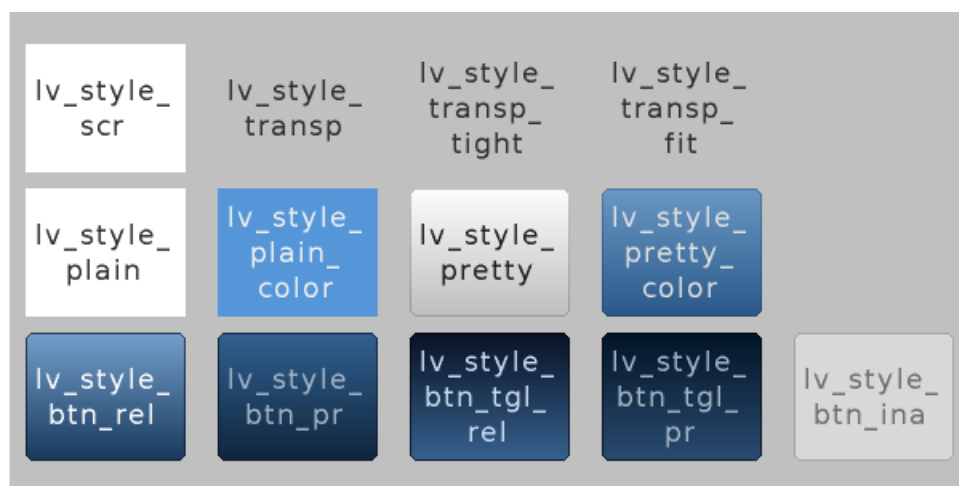 lv_style_
scr
lv_style_
transp
lv_style_
transp_
tight
lv_style_
transp_
fit
lv_style_
plain
lv_style_
plain_
color
lv_style_
pretty
lv_style_
pretty_
color
lv_style_
btn_rel
lv_style_
btn_pr
lv_style_
btn_tgl_
rel
lv_style_
btn_tgl_
pr
lv_style_
btn_ina